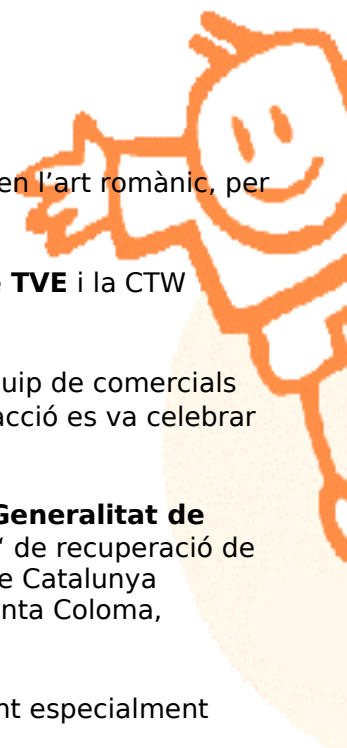 en l’art romànic, per
TVE i la CTW
uip de comercials
acció es va celebrar
Generalitat de
“ de recuperació de
e Catalunya
nta Coloma,
nt especialment